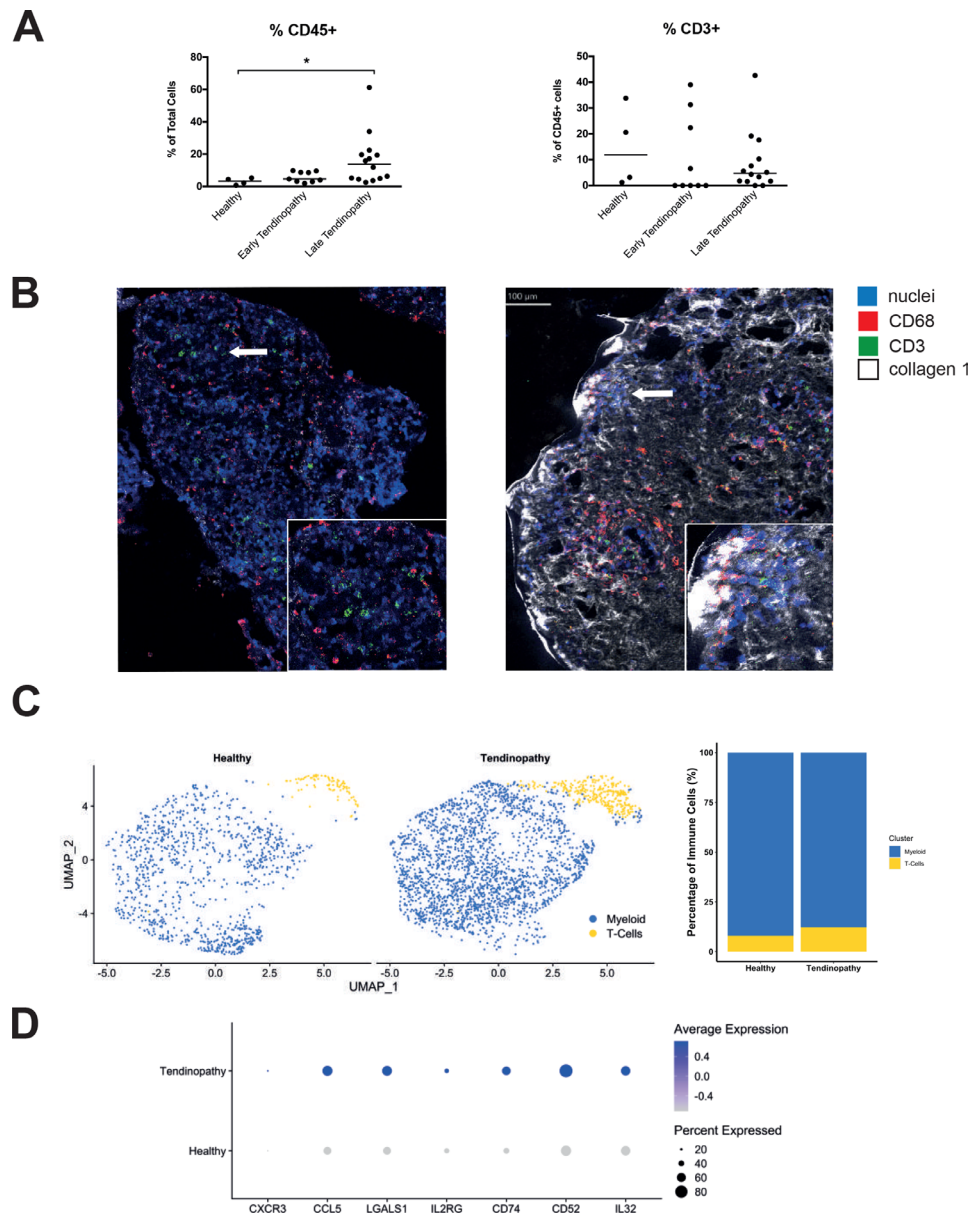 A
% CD45+
% of Total Cells
80
60
40
20
0
*
Healthy
Early Tendinopathy
Late Tendinopathy
% CD3+
% of CD45+ cells
50
40
30
20
10
0
Healthy
Early Tendinopathy
Late Tendinopathy
B
100 µm
nuclei
CD68
CD3
collagen 1
C
Healthy
Tendinopathy
UMAP_2
4
0
-4
Myeloid
T-Cells
-5.0 -2.5 0.0 2.5 5.0
-5.0 -2.5 0.0 2.5 5.0
UMAP_1
Percentage of Immune Cells (%)
100
75
50
25
0
Healthy Tendinopathy
Cluster
Myeloid
T-Cells
D
Tendinopathy
Healthy
CXCR3 CCL5 LGALS1 IL2RG CD74 CD52 IL32
Average Expression
0.4
0.0
-0.4
Percent Expressed
20
40
60
80